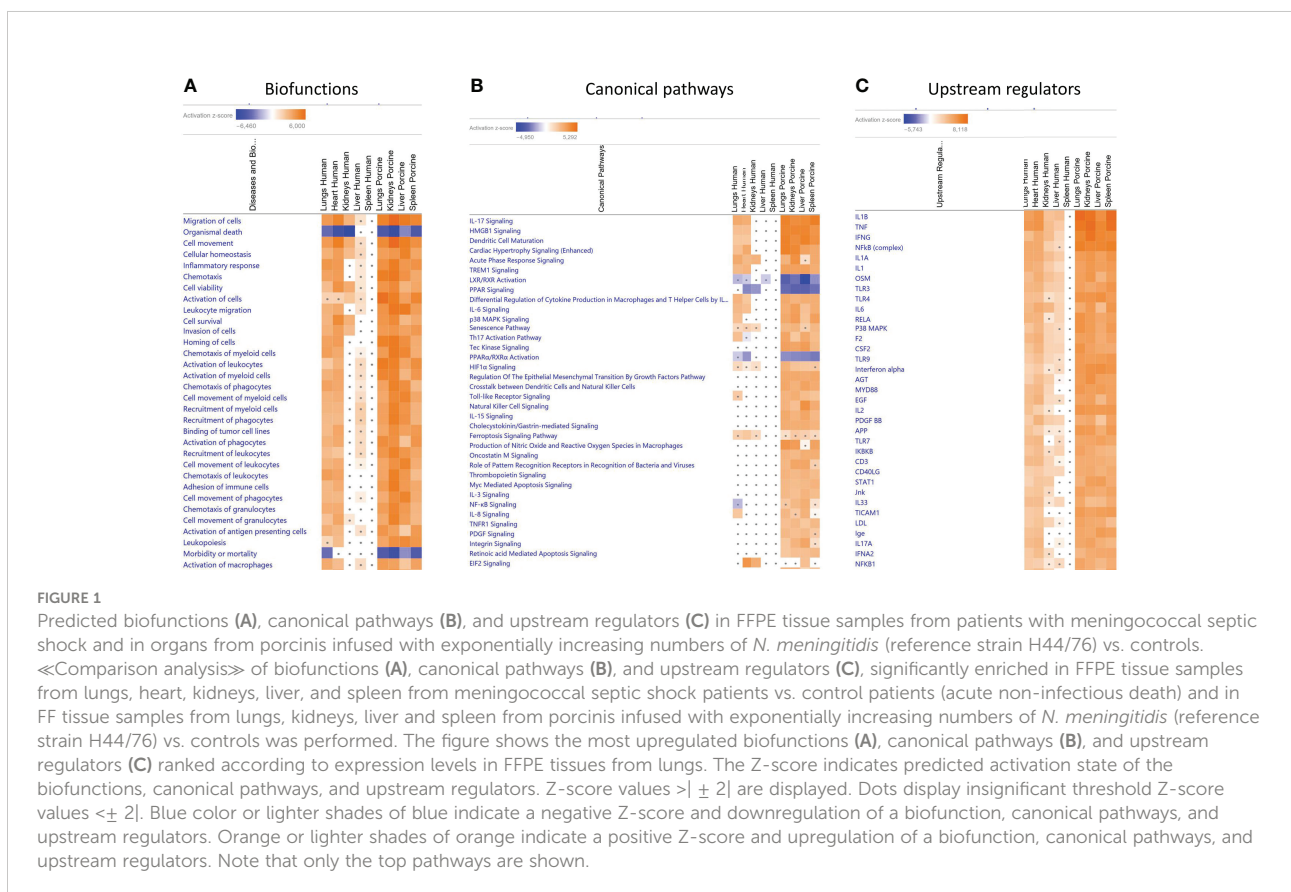 A Biofunctions
Activation z-score
−6,460 6,000
Diseases and Bio...
Lungs Human
Heart Human
Kidneys Human
Liver Human
Spleen Human
Lungs Porcine
Kidneys Porcine
Liver Porcine
Spleen Porcine
Migration of cells
Organismal death
Cell movement
Cellular homeostasis
Inflammatory response
Chemotaxis
Cell viability
Activation of cells
Leukocyte migration
Cell survival
Invasion of cells
Homing of cells
Chemotaxis of myeloid cells
Activation of leukocytes
Activation of myeloid cells
Chemotaxis of phagocytes
Cell movement of myeloid cells
Recruitment of myeloid cells
Recruitment of phagocytes
Binding of tumor cell lines
Activation of phagocytes
Recruitment of leukocytes
Cell movement of leukocytes
Chemotaxis of leukocytes
Adhesion of immune cells
Cell movement of phagocytes
Chemotaxis of granulocytes
Cell movement of granulocytes
Activation of antigen presenting cells
Leukopoiesis
Morbidity or mortality
Activation of macrophages
B Canonical pathways
Activation z-score
−4,950 5,292
Canonical Pathways
Lungs Human
Heart Human
Kidneys Human
Liver Human
Spleen Human
Lungs Porcine
Kidneys Porcine
Liver Porcine
Spleen Porcine
IL-17 Signaling
HMGB1 Signaling
Dendritic Cell Maturation
Cardiac Hypertrophy Signaling (Enhanced)
Acute Phase Response Signaling
TREM1 Signaling
LXR/RXR Activation
PPAR Signaling
Differential Regulation of Cytokine Production in Macrophages and T Helper Cells by IL...
IL-6 Signaling
p38 MAPK Signaling
Senescence Pathway
Th17 Activation Pathway
Tec Kinase Signaling
PPARα/RXRα Activation
HIF1α Signaling
Regulation Of The Epithelial Mesenchymal Transition By Growth Factors Pathway
Crosstalk between Dendritic Cells and Natural Killer Cells
Toll-like Receptor Signaling
Natural Killer Cell Signaling
IL-15 Signaling
Cholecystokinin/Gastrin-mediated Signaling
Ferroptosis Signaling Pathway
Production of Nitric Oxide and Reactive Oxygen Species in Macrophages
Oncostatin M Signaling
Role of Pattern Recognition Receptors in Recognition of Bacteria and Viruses
Thrombopoietin Signaling
Myc Mediated Apoptosis Signaling
IL-3 Signaling
NF-κB Signaling
IL-8 Signaling
TNFR1 Signaling
PDGF Signaling
Integrin Signaling
Retinoic acid Mediated Apoptosis Signaling
EIF2 Signaling
C Upstream regulators
Activation z-score
−5,743 8,118
Upstream Regula...
Lungs Human
Heart Human
Kidneys Human
Liver Human
Spleen Human
Lungs Porcine
Kidneys Porcine
Liver Porcine
Spleen Porcine
IL1B
TNF
IFNG
NFkB (complex)
IL1A
IL1
OSM
TLR3
TLR4
IL6
RELA
P38 MAPK
F2
CSF2
TLR9
Interferon alpha
AGT
MYD88
EGF
IL2
PDGF BB
APP
TLR7
IKBKB
CD3
CD40LG
STAT1
Jnk
IL33
TICAM1
LDL
Ige
IL17A
IFNA2
NFKB1
FIGURE 1
Predicted biofunctions (A), canonical pathways (B), and upstream regulators (C) in FFPE tissue samples from patients with meningococcal septic
shock and in organs from porcinis infused with exponentially increasing numbers of N. meningitidis (reference strain H44/76) vs. controls.
≪Comparison analysis≫ of biofunctions (A), canonical pathways (B), and upstream regulators (C), significantly enriched in FFPE tissue samples
from lungs, heart, kidneys, liver, and spleen from meningococcal septic shock patients vs. control patients (acute non-infectious death) and in
FF tissue samples from lungs, kidneys, liver and spleen from porcinis infused with exponentially increasing numbers of N. meningitidis (reference
strain H44/76) vs. controls was performed. The figure shows the most upregulated biofunctions (A), canonical pathways (B), and upstream
regulators (C) ranked according to expression levels in FFPE tissues from lungs. The Z-score indicates predicted activation state of the
biofunctions, canonical pathways, and upstream regulators. Z-score values >| ± 2| are displayed. Dots display insignificant threshold Z-score
values <± 2|. Blue color or lighter shades of blue indicate a negative Z-score and downregulation of a biofunction, canonical pathways, and
upstream regulators. Orange or lighter shades of orange indicate a positive Z-score and upregulation of a biofunction, canonical pathways, and
upstream regulators. Note that only the top pathways are shown.